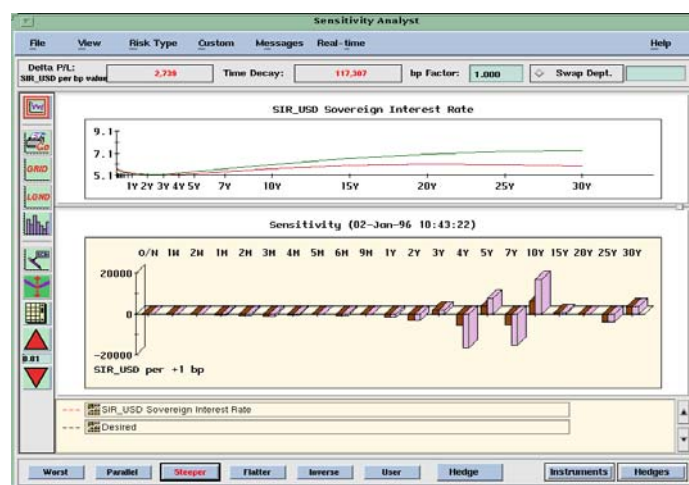 Sensitivity Analyst
File View Risk Type Custom Messages Real-time Help
Delta P/L:
SIR_USD per bp value
2,739
Time Decay: 117,307
bp Factor: 1.000
Swap Dept.
SIR_USD Sovereign Interest Rate
9.1
7.1
5.1
1Y 2Y 3Y 4Y 5Y 7Y 10Y 15Y 20Y 25Y 30Y
GRID
Sensitivity (02-Jan-96 10:43:22)
O/N 1W 2W 1M 2M 3M 4M 5M 6M 9M 1Y 2Y 3Y 4Y 5Y 7Y 10Y 15Y 20Y 25Y 30Y
20000
0
-20000
SIR_USD per +1 bp
0.01
SIR_USD Sovereign Interest Rate
Desired
Worst Parallel Steeper Flatter Inverse User Hedge Instruments Hedges